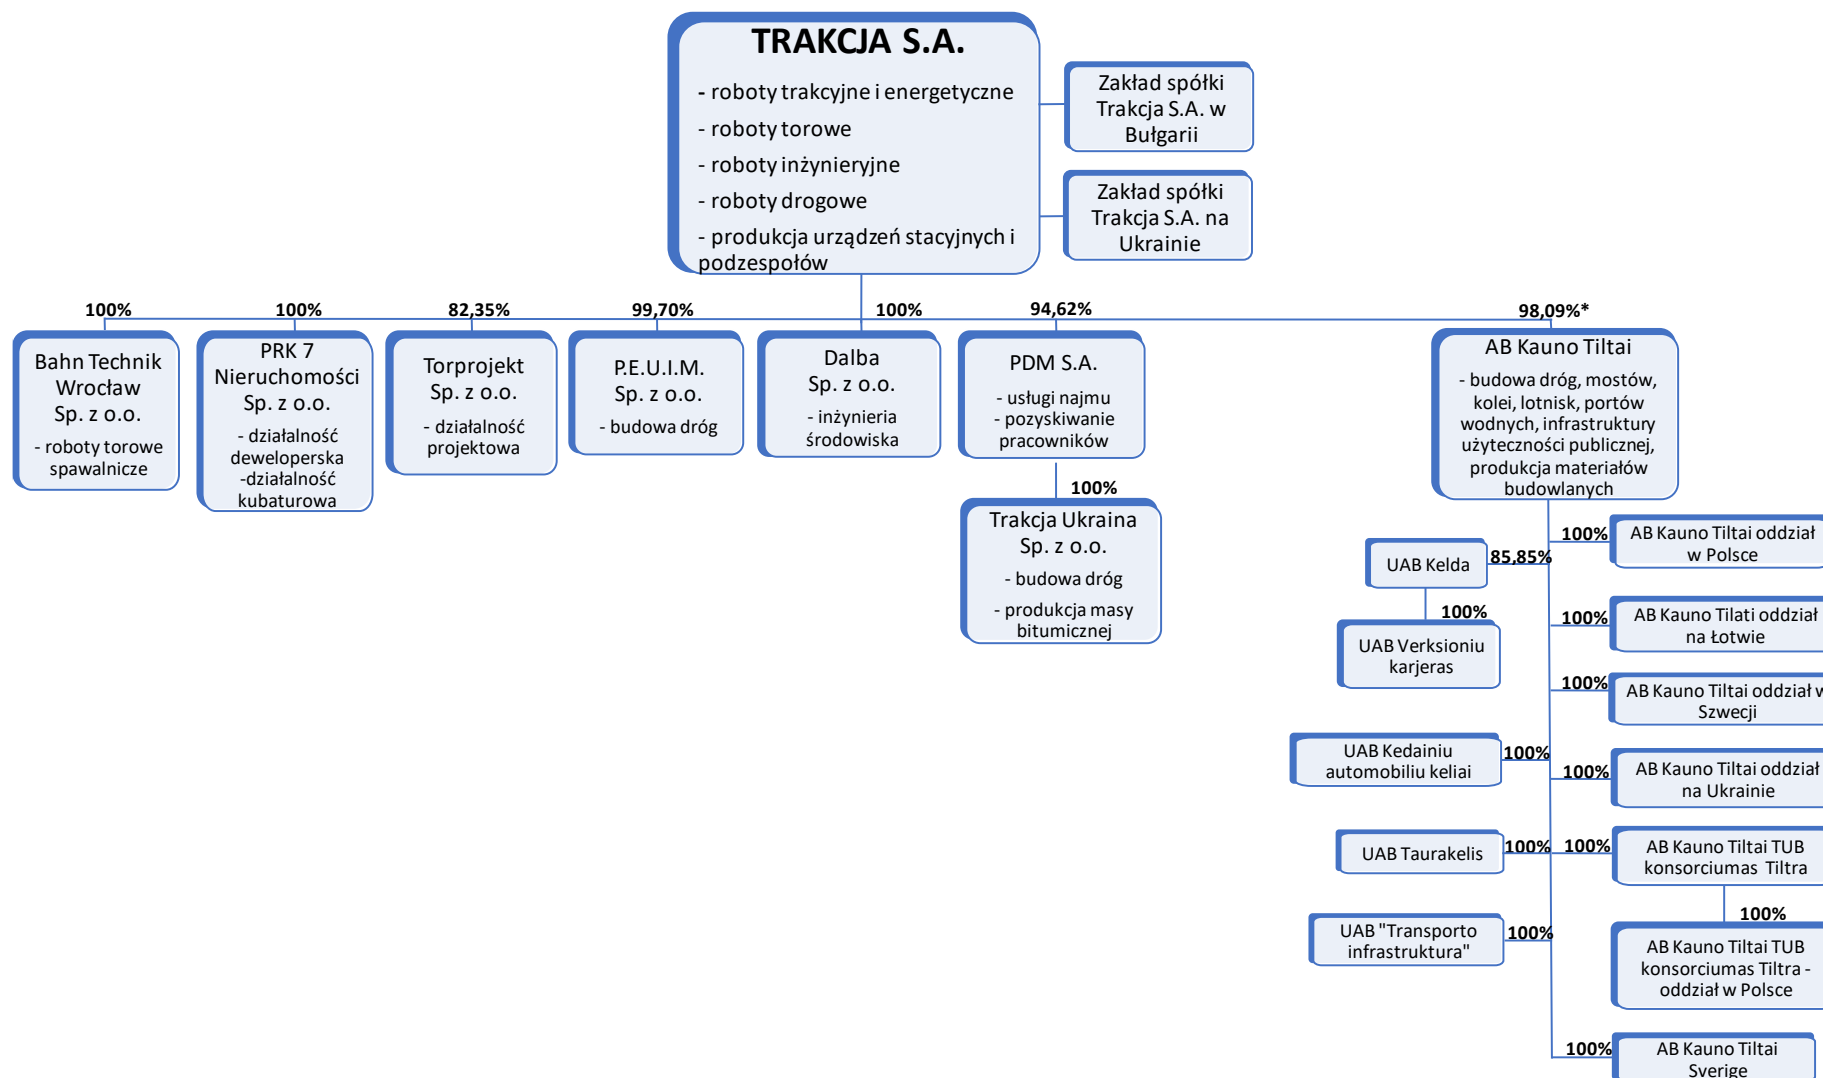 TRAKCJA S.A.
- roboty trakcyjne i energetyczne
- roboty torowe
- roboty inżynieryjne
- roboty drogowe
- produkcja urządzeń stacyjnych i
podzespołów
Zakład spółki
Trakcja S.A. w
Bułgarii
Zakład spółki
Trakcja S.A. na
Ukrainie
100%
100%
82,35%
99,70%
100%
94,62%
98,09%*
Bahn Technik
Wrocław
Sp. z o.o.
- roboty torowe
spawalnicze
PRK 7
Nieruchomości
Sp. z o.o.
- działalność
deweloperska
-działalność
kubaturowa
Torprojekt
Sp. z o.o.
- działalność
projektowa
P.E.U.I.M.
Sp. z o.o.
- budowa dróg
Dalba
Sp. z o.o.
- inżynieria
środowiska
PDM S.A.
- usługi najmu
- pozyskiwanie
pracowników
100%
Trakcja Ukraina
Sp. z o.o.
- budowa dróg
- produkcja masy
bitumicznej
AB Kauno Tiltai
- budowa dróg, mostów,
kolei, lotnisk, portów
wodnych, infrastruktury
użyteczności publicznej,
produkcja materiałów
budowlanych
UAB Kelda
85,85%
100%
UAB Verksioniu
karjeras
UAB Kedainiu
automobiliu keliai
100%
UAB Taurakelis
100%
UAB "Transporto
infrastruktura"
100%
100%
AB Kauno Tiltai oddział
w Polsce
100%
AB Kauno Tilati oddział
na Łotwie
100%
AB Kauno Tiltai oddział w
Szwecji
100%
AB Kauno Tiltai oddział
na Ukrainie
100%
AB Kauno Tiltai TUB
konsorciumas Tiltra
100%
AB Kauno Tiltai TUB
konsorciumas Tiltra -
oddział w Polsce
100%
AB Kauno Tiltai
Sverige